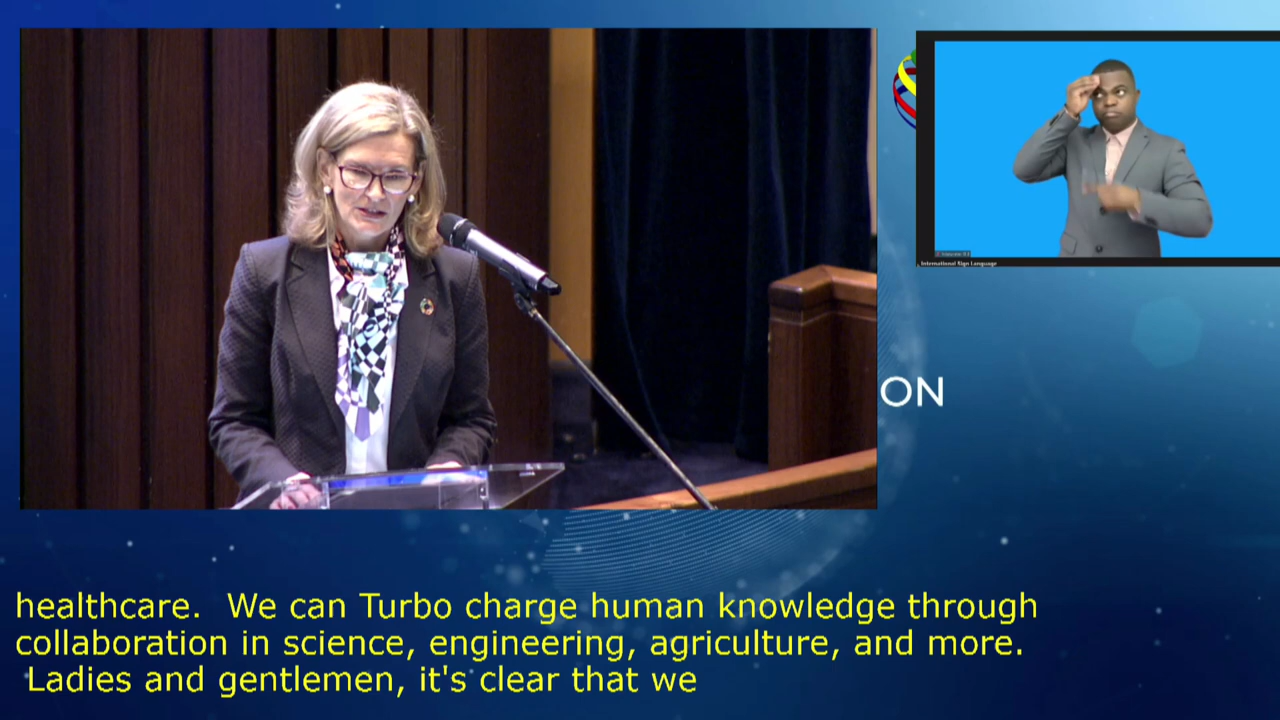 International Sign Language
ON
healthcare.  We can Turbo charge human knowledge through
collaboration in science, engineering, agriculture, and more.
Ladies and gentlemen, it's clear that we